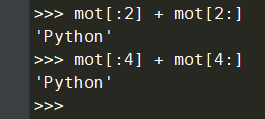 >>> mot[:2] + mot[2:]
'Python'
>>> mot[:4] + mot[4:]
'Python'
>>>